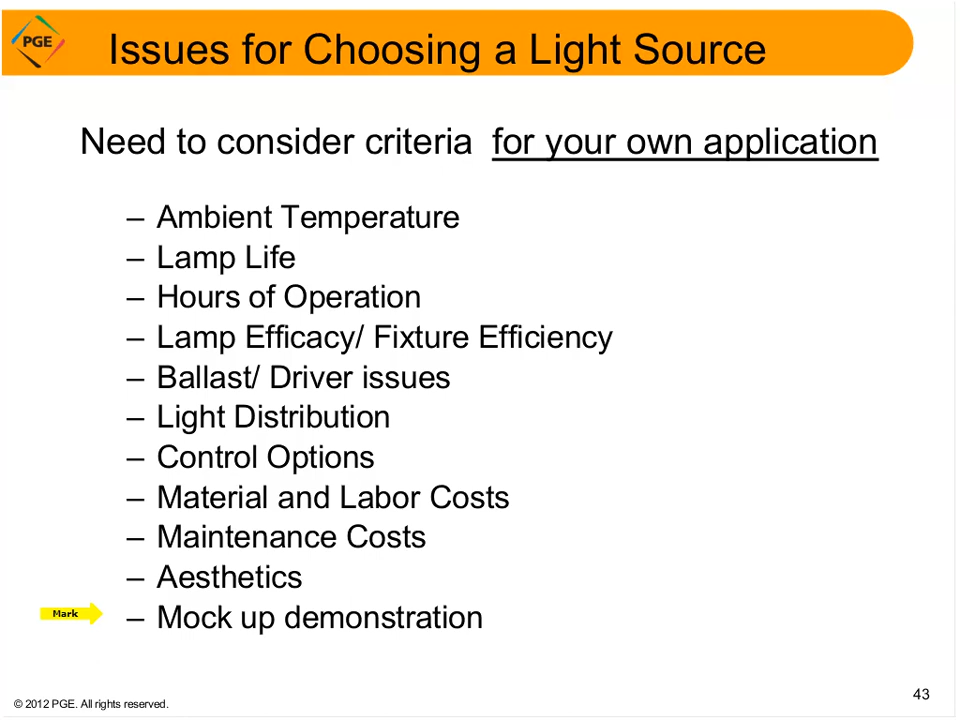 PGE
Issues for Choosing a Light Source
Need to consider criteria for your own application
– Ambient Temperature
– Lamp Life
– Hours of Operation
– Lamp Efficacy/ Fixture Efficiency
– Ballast/ Driver issues
– Light Distribution
– Control Options
– Material and Labor Costs
– Maintenance Costs
– Aesthetics
Mark
– Mock up demonstration
43
© 2012 PGE. All rights reserved.